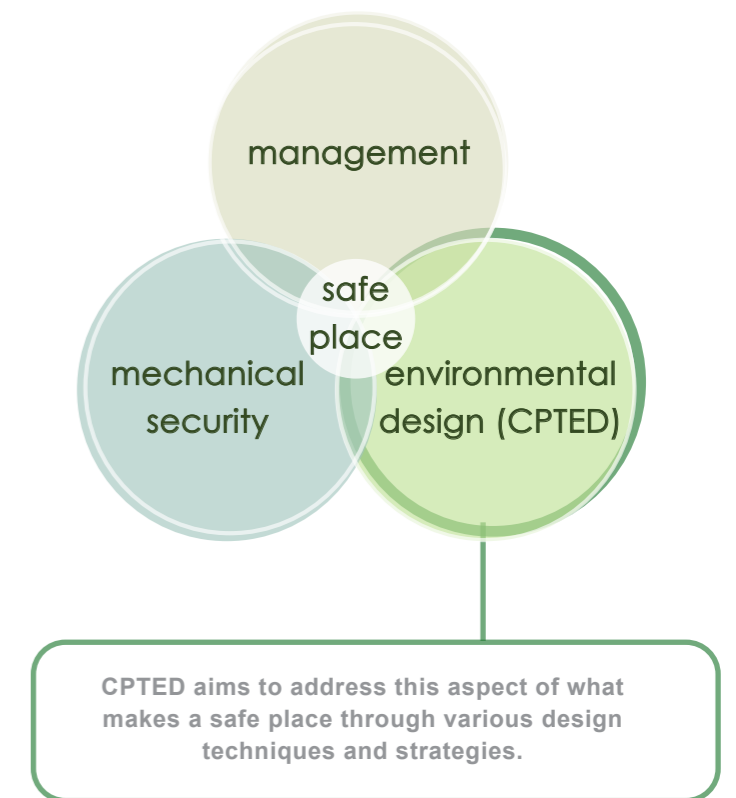 management
safe
place
mechanical
security
environmental
design (CPTED)
CPTED aims to address this aspect of what
makes a safe place through various design
techniques and strategies.